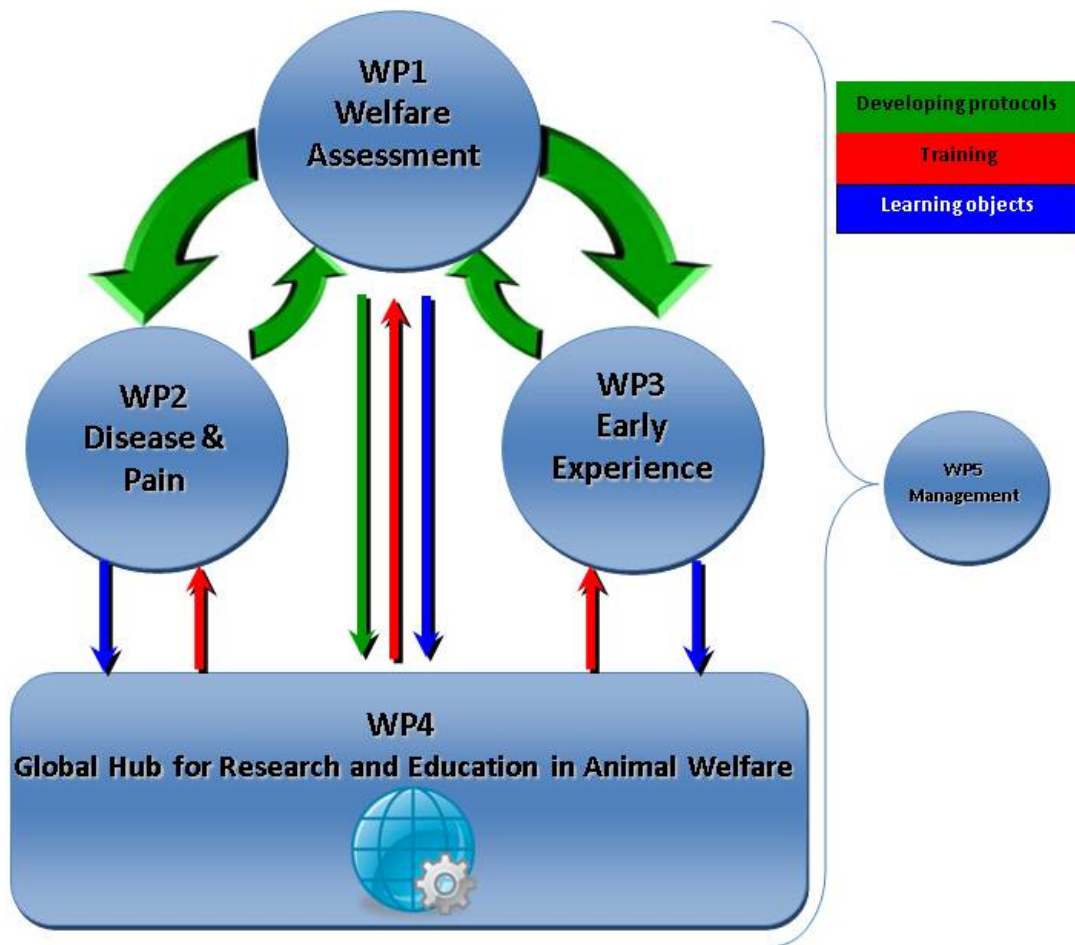 WP1
Welfare
Assessment
Developing protocols
Training
Learning objects
WP2
Disease &
Pain
WP3
Early
Experience
WP5
Management
WP4
Global Hub for Research and Education in Animal Welfare